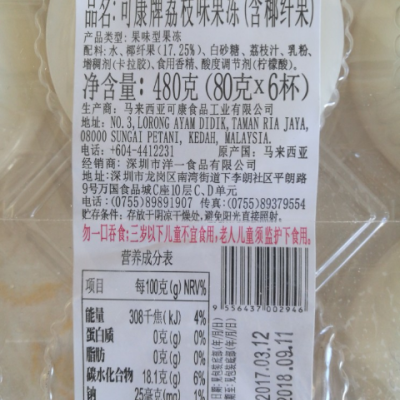 品名:可康牌荔枝味果冻(含椰纤果)
产品类型:果味型果冻
配料:水、椰纤果(17.25%)、白砂糖、荔枝汁、乳粉、
增稠剂(卡拉胶)、食用香精、酸度调节剂(柠檬酸)。
净含量:480克(80克×6杯)
生产商:马来西亚可康食品工业有限公司
地址:NO.3,LORONG AYAM DIDIK,TAMAN RIA JAYA,
08000 SUNGAI PETANI, KEDAH, MALAYSIA.
电话:+604-4412231 原产国:马来西亚
经销商:深圳市洋一食品有限公司
地址:深圳市龙岗区南湾街道下李朗社区平朗路
9号万国食品城C座10层C、D单元
电话:(0755)89891907 传真:(0755)89379554
贮存条件:存放于阴凉干燥处,避免阳光直接照射。
勿一口吞食;三岁以下儿童不宜食用,老人儿童须监护下食用。
营养成分表
项目 每100克(g) NRV%
能量 308千焦(kJ) 4%
蛋白质 0克(g) 0%
脂肪 0克(g) 0%
碳水化合物 18.1克(g) 6%
钠 25毫克(mg) 1%
9 556437 002946
2017.03.12
2018.09.11